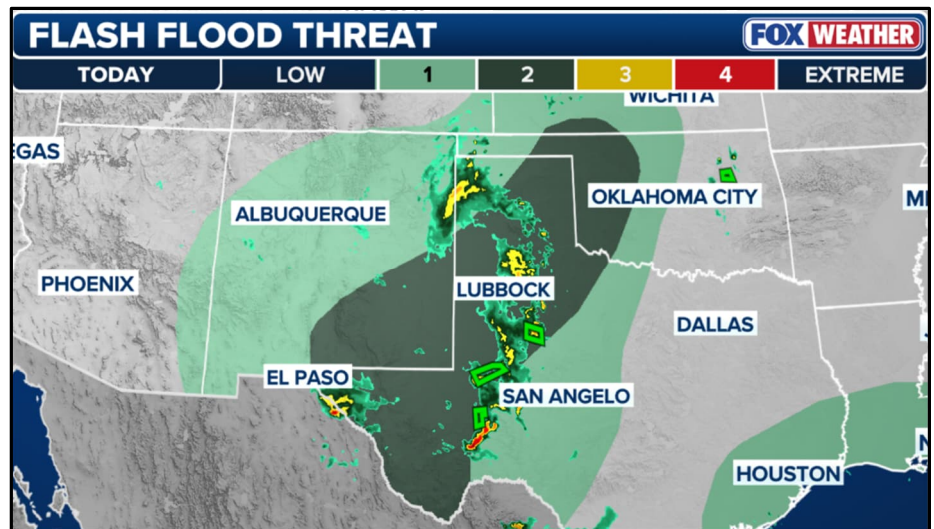 FLASH FLOOD THREAT
FOX WEATHER
TODAY LOW 1 2 3 4 EXTREME
WICHITA
OKLAHOMA CITY
ALBUQUERQUE
PHOENIX
LUBBOCK
DALLAS
EL PASO
SAN ANGELO
HOUSTON